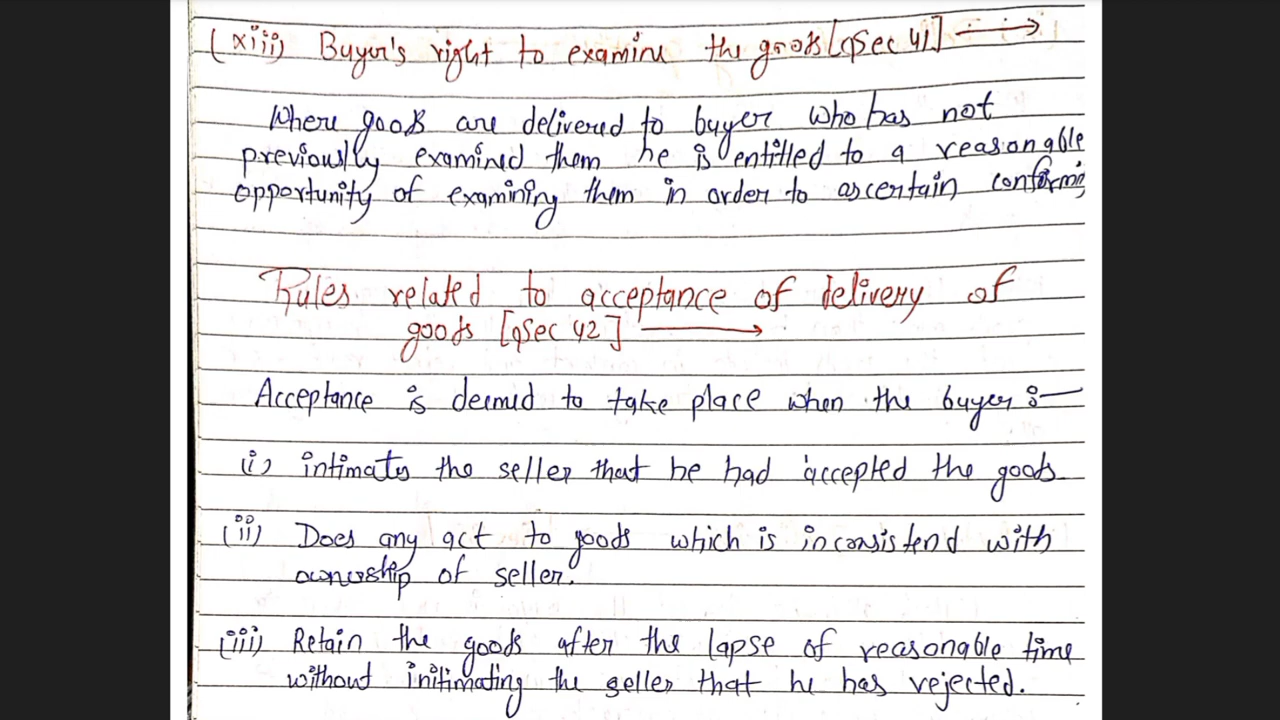 (xiii) Buyer's right to examine the goods [Sec 41] →
Where goods are delivered to buyer who has not
previously examined them he is entitled to a reasonable
opportunity of examining them in order to ascertain conforming
Rules related to acceptance of delivery of
goods [Sec 42] →
Acceptance is deemed to take place when the buyer :-
(i) intimates the seller that he had accepted the goods
(ii) Does any act to goods which is inconsistend with
ownership of seller.
(iii) Retain the goods after the lapse of reasonable time
without initimating the seller that he has rejected.